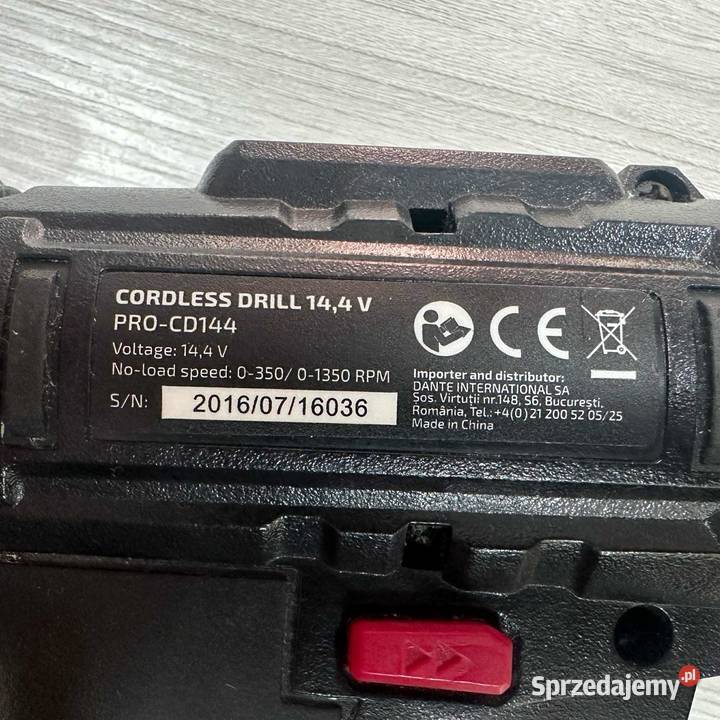 CORDLESS DRILL 14,4 V
PRO-CD144
Voltage: 14,4 V
No-load speed: 0-350/ 0-1350 RPM
S/N: 2016/07/16036
CE
Importer and distributor:
DANTE INTERNATIONAL SA
Șos. Virtuții nr.148, S6, București,
România, Tel.:+4(0)21 200 52 05/25
Made in China
Sprzedajemy.pl